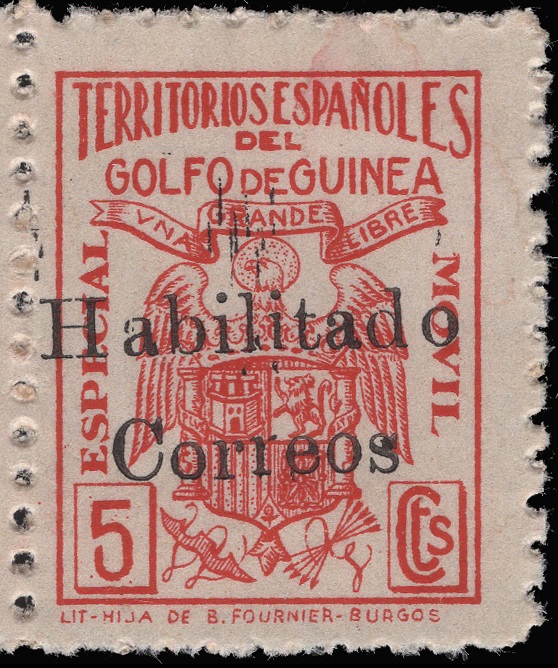 TERRITORIOS ESPAÑOLES
DEL
GOLFO DE GUINEA
VNA GRANDE LIBRE
ESPECIAL
MOVIL
Habilitado
Correos
5
Cts
LIT-HIJA DE B. FOURNIER-BURGOS